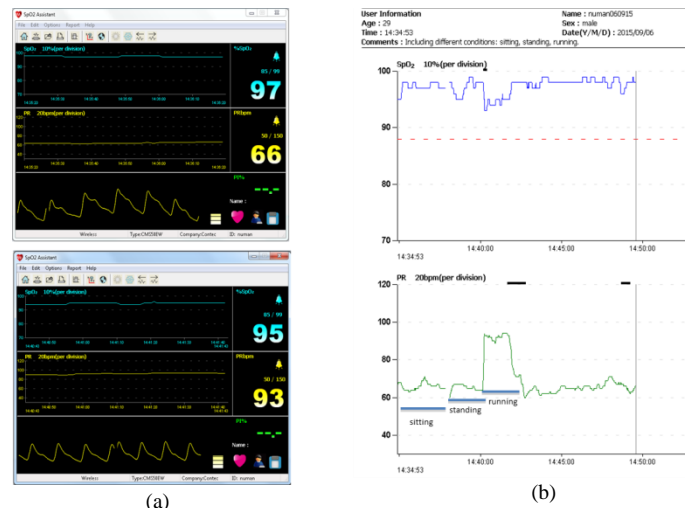 SpO2 Assistant
File Edit Options Report Help
SpO₂ 10%(per division)
%SpO₂
85 / 99
97
PR 20bpm(per division)
PRbpm
50 / 150
66
PI%
--.-
Name :
Wireless Type:CMS50EW Company:Contec ID: numan
SpO2 Assistant
File Edit Options Report Help
SpO₂ 10%(per division)
%SpO₂
85 / 99
95
PR 20bpm(per division)
PRbpm
50 / 150
93
PI%
--.-
Name :
Wireless Type:CMS50EW Company:Contec ID: numan
(a)
User Information Name : numan060915
Age : 29 Sex : male
Time : 14:34:53 Date(Y/M/D) : 2015/09/06
Comments : Including different conditions: sitting, standing, running.
SpO₂ 10%(per division)
100
90
80
70
14:34:53 14:40:00 14:45:00 14:50:00
PR 20bpm(per division)
120
100
80
60
40
running
standing
sitting
14:34:53 14:40:00 14:45:00 14:50:00
(b)